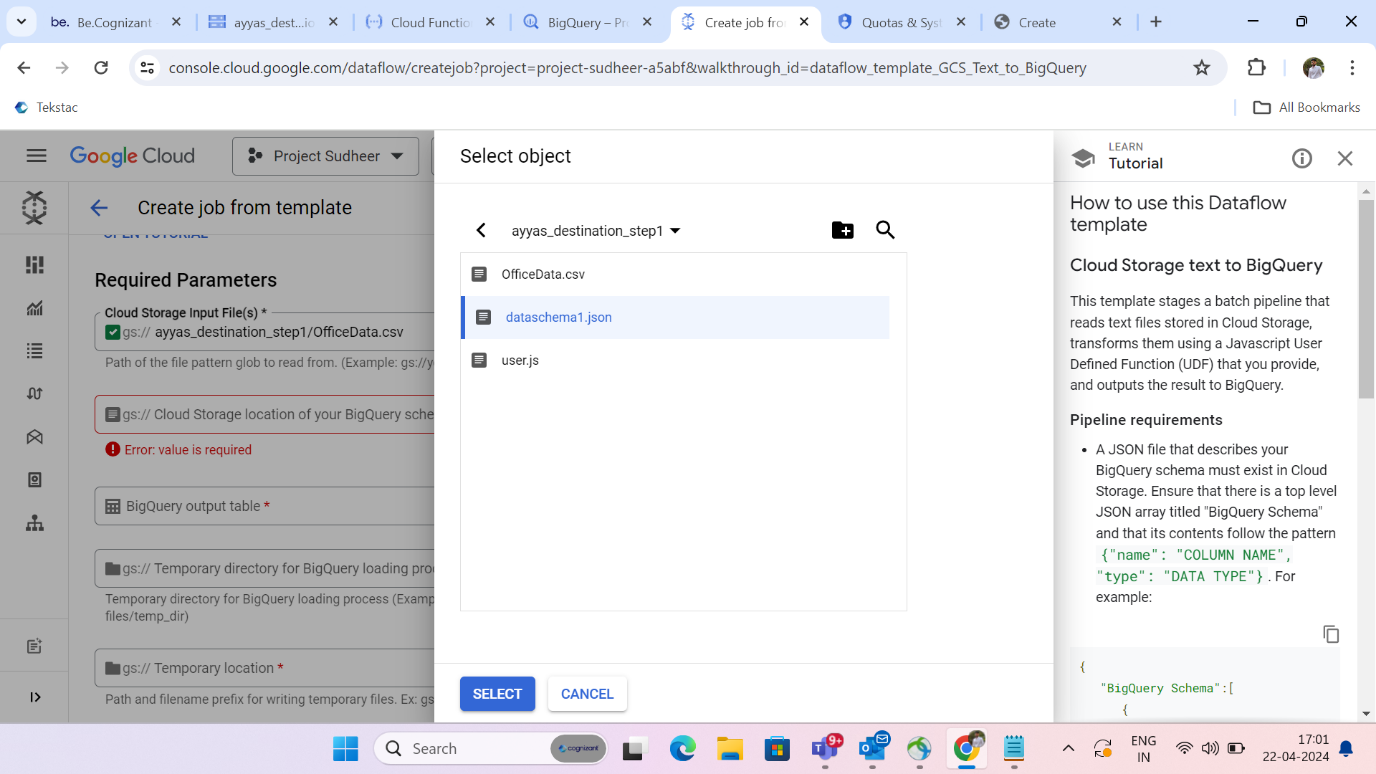 be. Be.Cognizant
ayyas_dest...ic
Cloud Functio
BigQuery – Pr
Create job fro
Quotas & Syst
Create
console.cloud.google.com/dataflow/createjob?project=project-sudheer-a5abf&walkthrough_id=dataflow_template_GCS_Text_to_BigQuery
Tekstac
All Bookmarks
Google Cloud
Project Sudheer
Create job from template
OPEN TUTORIAL
Required Parameters
Cloud Storage Input File(s) *
gs:// ayyas_destination_step1/OfficeData.csv
Path of the file pattern glob to read from. (Example: gs://y
gs:// Cloud Storage location of your BigQuery sche
Error: value is required
BigQuery output table *
gs:// Temporary directory for BigQuery loading pro
Temporary directory for BigQuery loading process (Examp
files/temp_dir)
gs:// Temporary location *
Path and filename prefix for writing temporary files. Ex: gs
Select object
ayyas_destination_step1
OfficeData.csv
dataschema1.json
user.js
SELECT
CANCEL
LEARN
Tutorial
How to use this Dataflow
template
Cloud Storage text to BigQuery
This template stages a batch pipeline that
reads text files stored in Cloud Storage,
transforms them using a Javascript User
Defined Function (UDF) that you provide,
and outputs the result to BigQuery.
Pipeline requirements
• A JSON file that describes your
BigQuery schema must exist in Cloud
Storage. Ensure that there is a top level
JSON array titled "BigQuery Schema"
and that its contents follow the pattern
{"name": "COLUMN NAME",
"type": "DATA TYPE"} . For
example:
{
"BigQuery Schema":[
{
Search
cognizant
9+
ENG
IN
17:01
22-04-2024